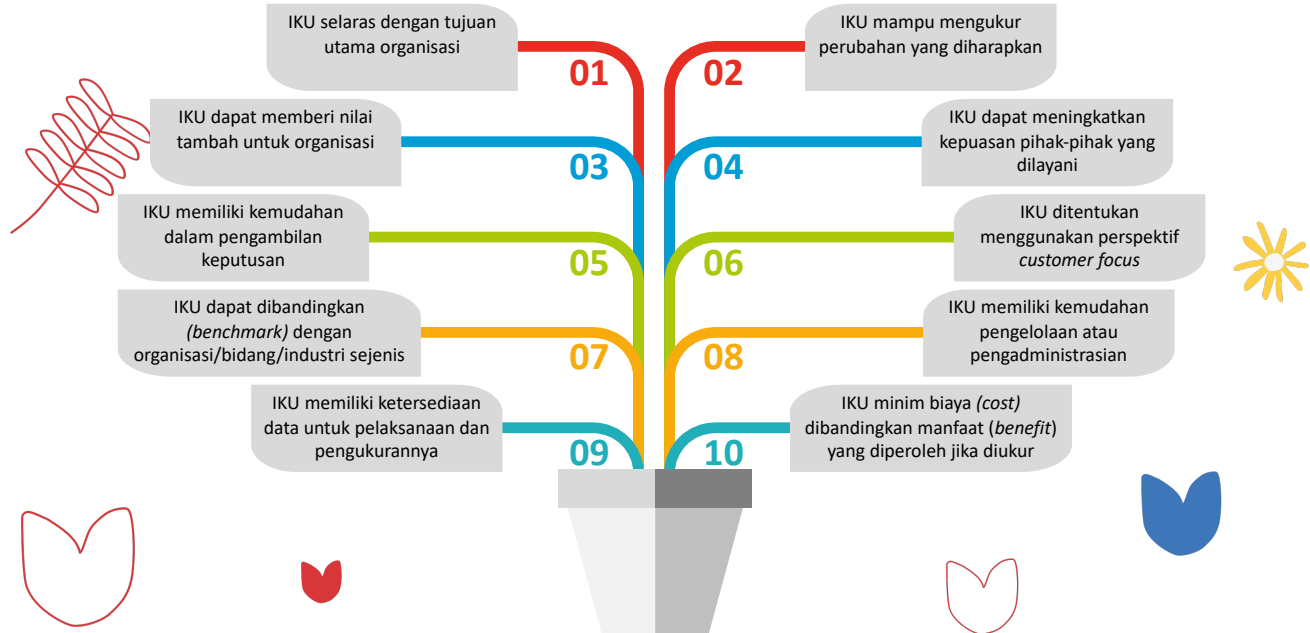 IKU selaras dengan tujuan
utama organisasi
01
IKU mampu mengukur
perubahan yang diharapkan
02
IKU dapat memberi nilai
tambah untuk organisasi
03
IKU dapat meningkatkan
kepuasan pihak-pihak yang
dilayani
04
IKU memiliki kemudahan
dalam pengambilan
keputusan
05
IKU ditentukan
menggunakan perspektif
customer focus
06
IKU dapat dibandingkan
(benchmark) dengan
organisasi/bidang/industri sejenis
07
IKU memiliki kemudahan
pengelolaan atau
pengadministrasian
08
IKU memiliki ketersediaan
data untuk pelaksanaan dan
pengukurannya
09
IKU minim biaya (cost)
dibandingkan manfaat (benefit)
yang diperoleh jika diukur
10